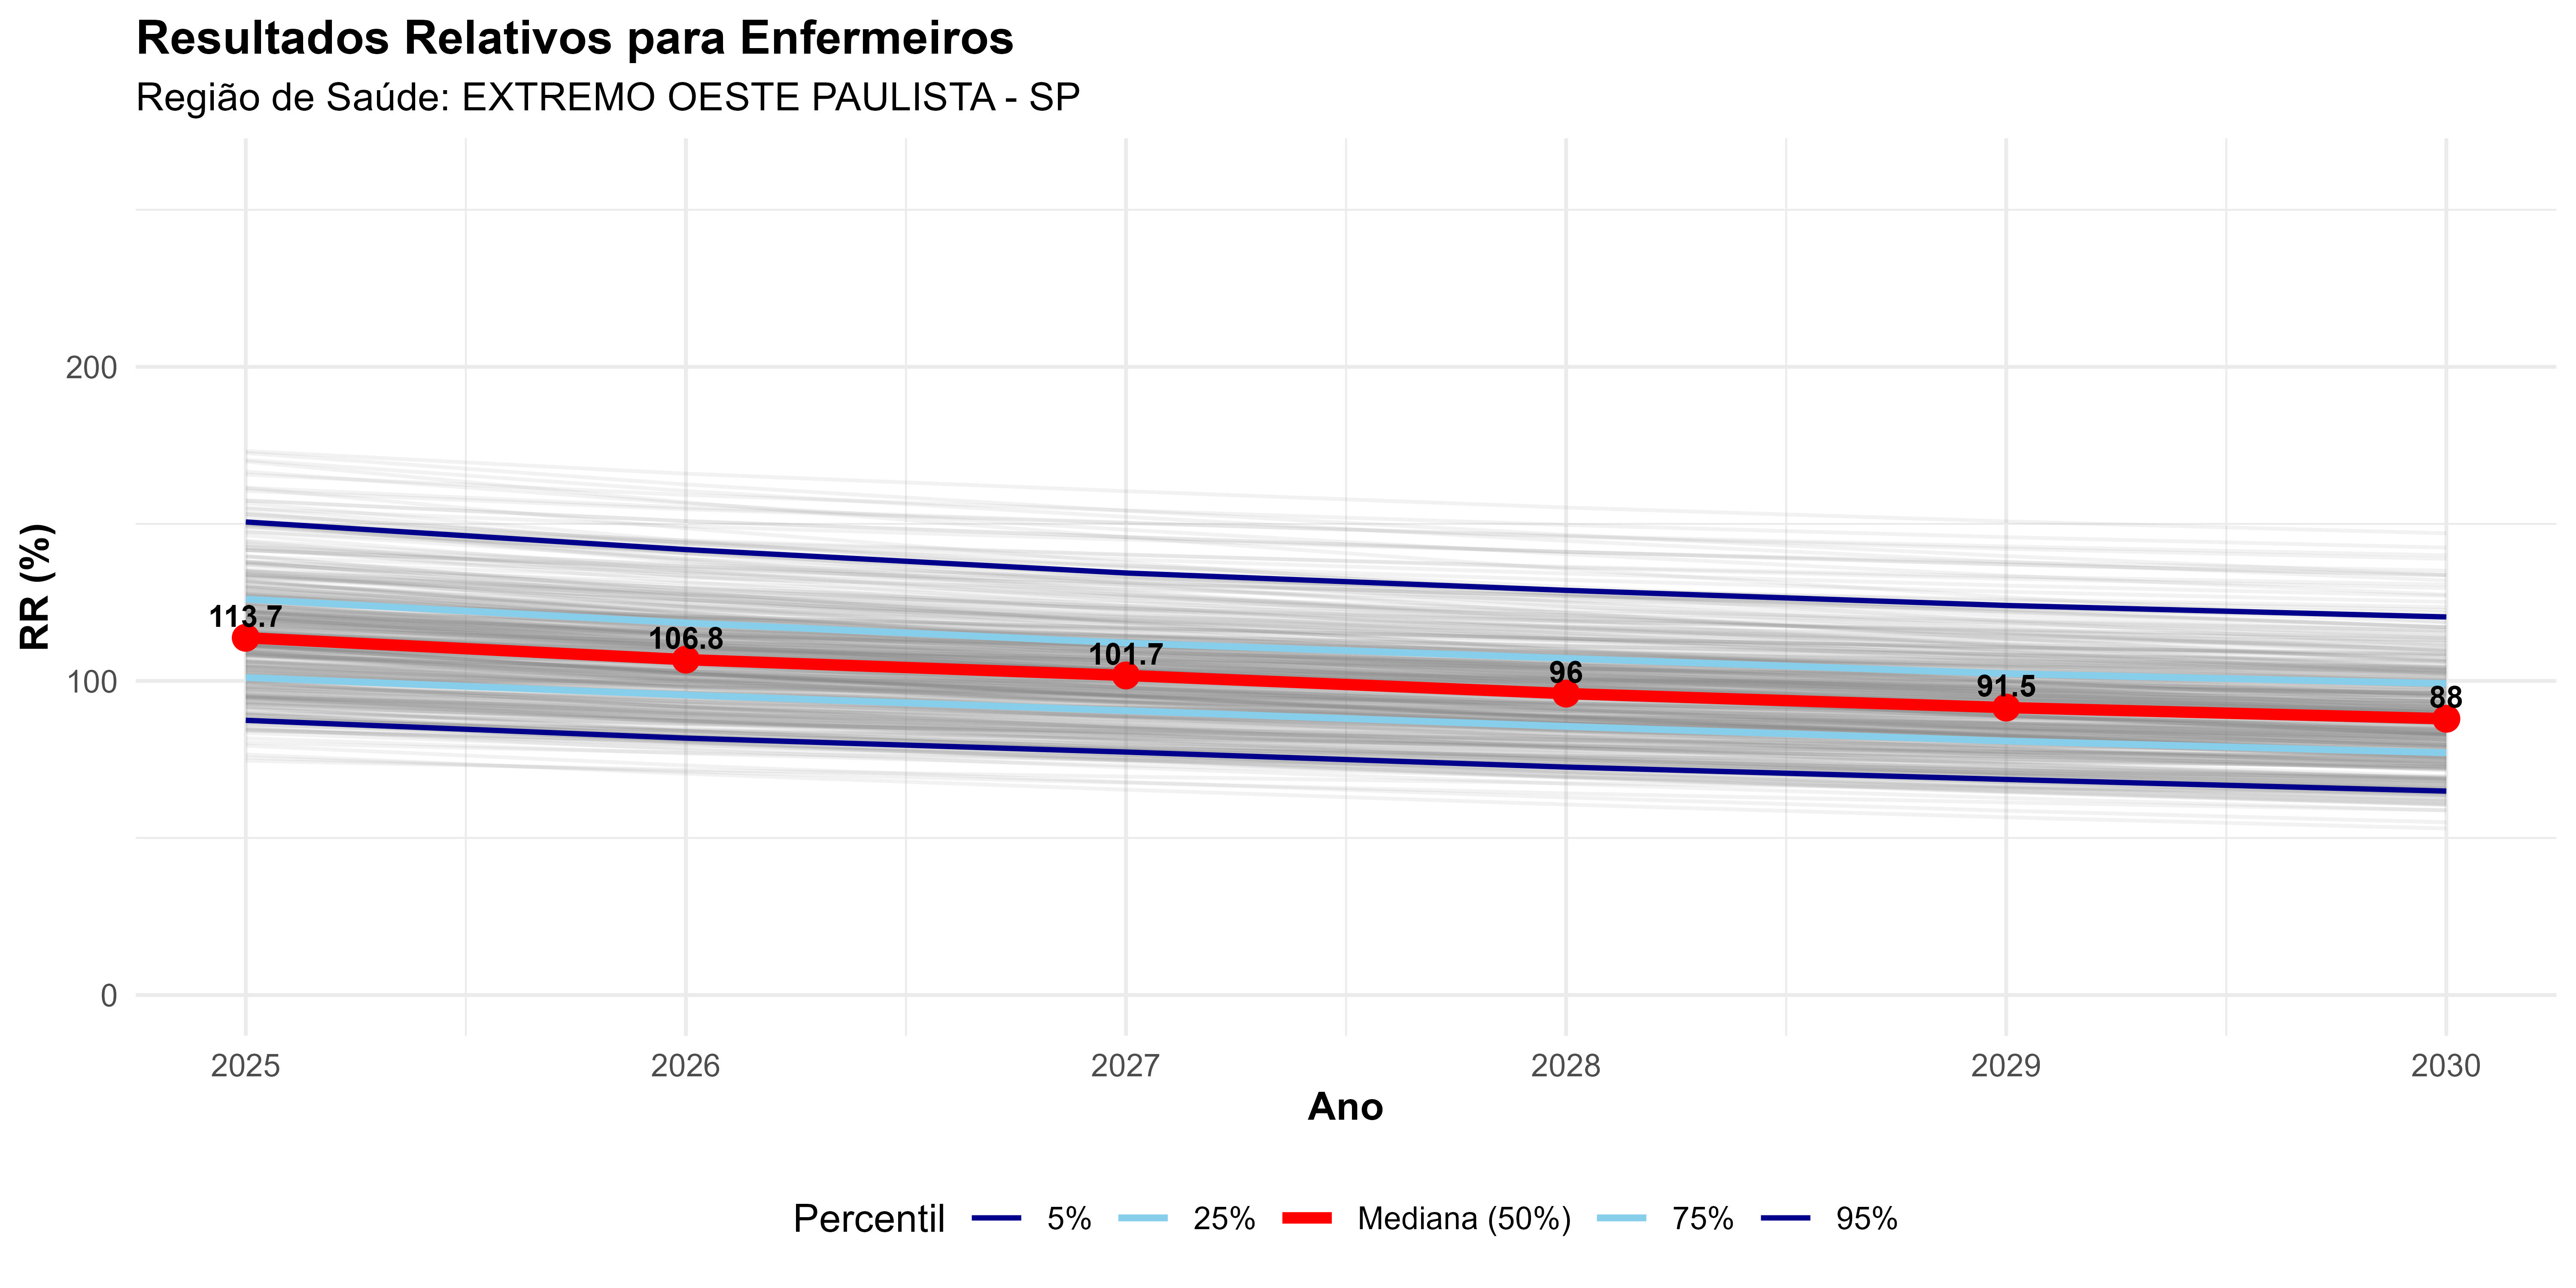 Resultados Relativos para Enfermeiros
Região de Saúde: EXTREMO OESTE PAULISTA - SP
RR (%)
200
100
0
113.7
106.8
101.7
96
91.5
88
2025 2026 2027 2028 2029 2030
Ano
Percentil 5% 25% Mediana (50%) 75% 95%